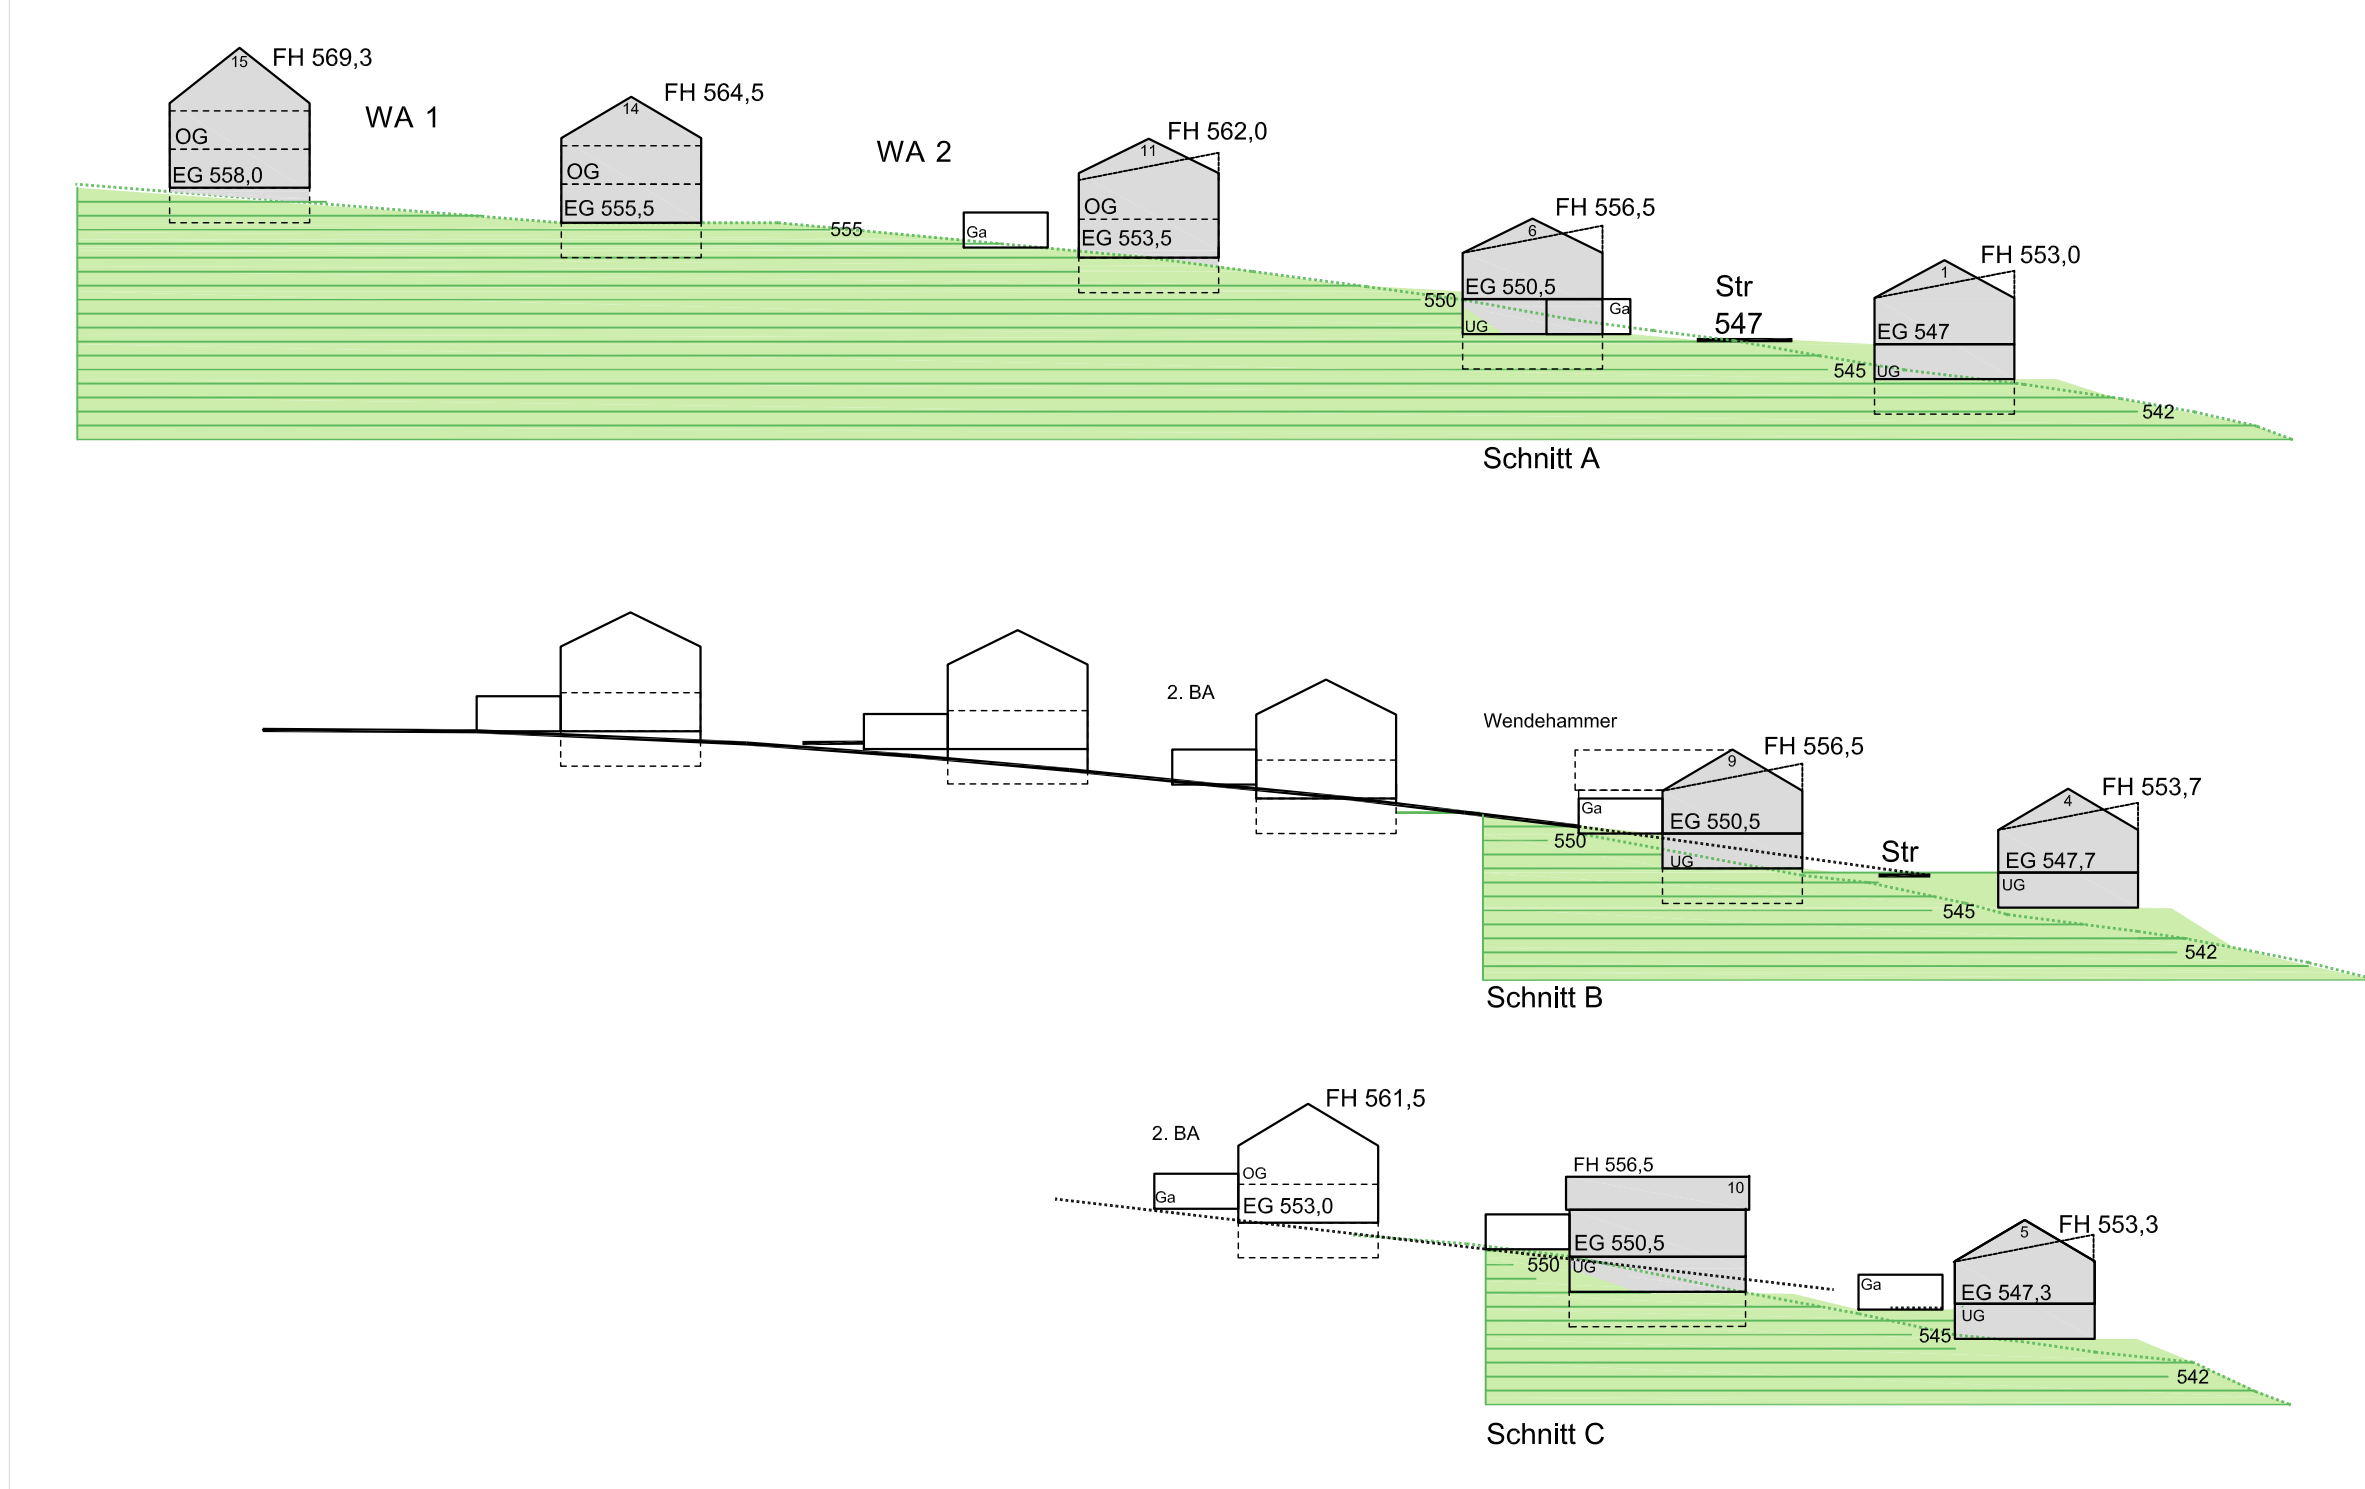 15 FH 569,3
WA 1
OG
EG 558,0
14 FH 564,5
WA 2
OG
EG 555,5
555
Ga
11 FH 562,0
OG
EG 553,5
6 FH 556,5
EG 550,5
550
UG
Ga
Str
547
1 FH 553,0
EG 547
545 UG
542
Schnitt A
2. BA
Wendehammer
9 FH 556,5
Ga
EG 550,5
550
UG
Str
4 FH 553,7
EG 547,7
UG
545
542
Schnitt B
2. BA
FH 561,5
OG
Ga
EG 553,0
FH 556,5
10
EG 550,5
550 UG
Ga
5 FH 553,3
EG 547,3
UG
545
542
Schnitt C